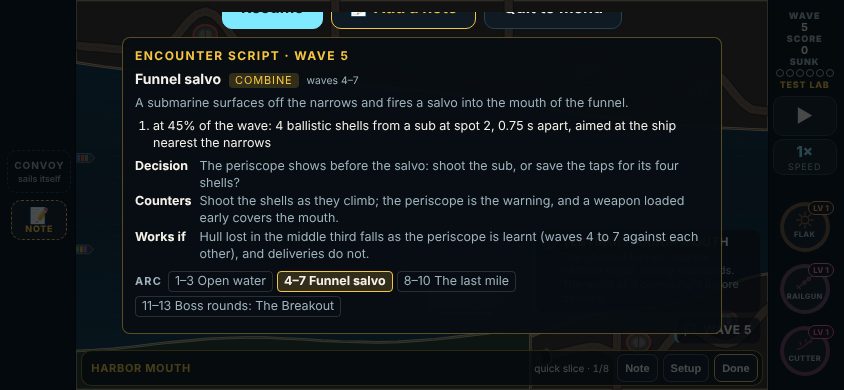 WAVE
5
SCORE
0
SUNK
TEST LAB
ENCOUNTER SCRIPT · WAVE 5
Funnel salvo COMBINE waves 4–7
A submarine surfaces off the narrows and fires a salvo into the mouth of the funnel.
1. at 45% of the wave: 4 ballistic shells from a sub at spot 2, 0.75 s apart, aimed at the ship
nearest the narrows
Decision The periscope shows before the salvo: shoot the sub, or save the taps for its four
shells?
Counters Shoot the shells as they climb; the periscope is the warning, and a weapon loaded
early covers the mouth.
Works if Hull lost in the middle third falls as the periscope is learnt (waves 4 to 7 against each
other), and deliveries do not.
ARC 1–3 Open water 4–7 Funnel salvo 8–10 The last mile
11–13 Boss rounds: The Breakout
CONVOY
sails itself
NOTE
1×
SPEED
LV 1
FLAK
LV 1
RAILGUN
LV 1
CUTTER
WAVE 5
HARBOR MOUTH
quick slice · 1/8 Note Setup Done